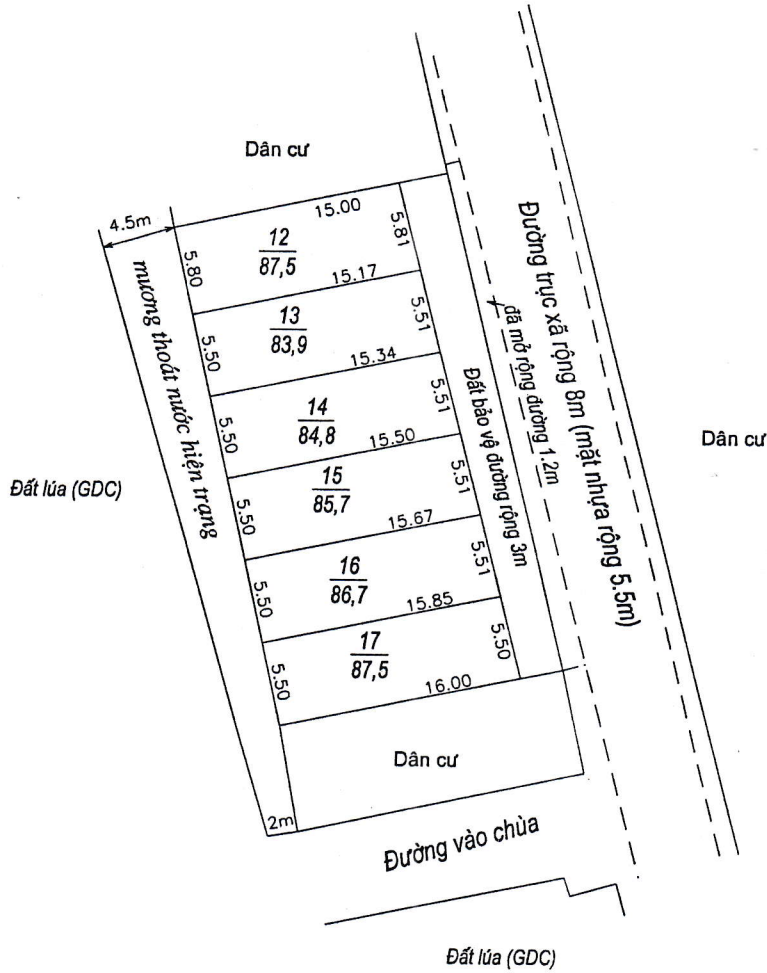 Dân cư
4.5m
15.00
12
87,5
5.80
5.81
15.17
13
83,9
5.50
5.51
15.34
14
84,8
5.50
5.51
15.50
15
85,7
5.50
5.51
15.67
16
86,7
5.50
5.51
15.85
17
87,5
5.50
5.50
16.00
mương thoát nước hiện trạng
Đất bảo vệ đường rộng 3m
đã mở rộng đường 1.2m
Đường trục xã rộng 8m (mặt nhựa rộng 5.5m)
Dân cư
Đất lúa (GDC)
Dân cư
2m
Đường vào chùa
Đất lúa (GDC)